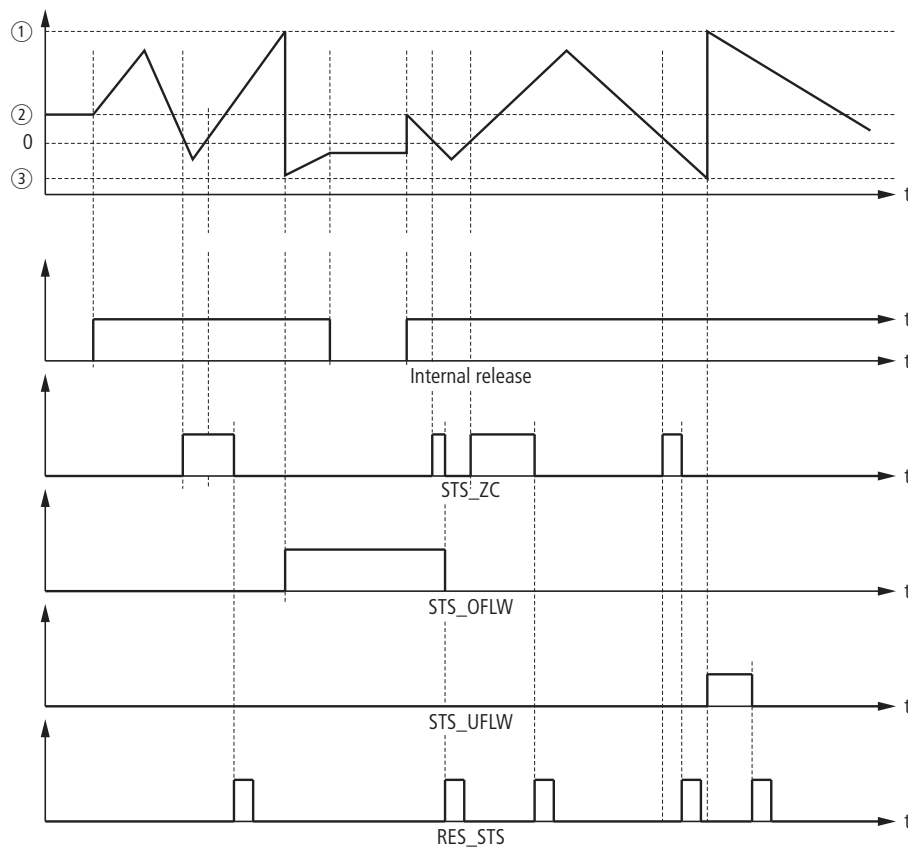 ①
②
0
③
t
t
t
Internal release
t
STS_ZC
t
STS_OFLW
t
STS_UFLW
t
RES_STS